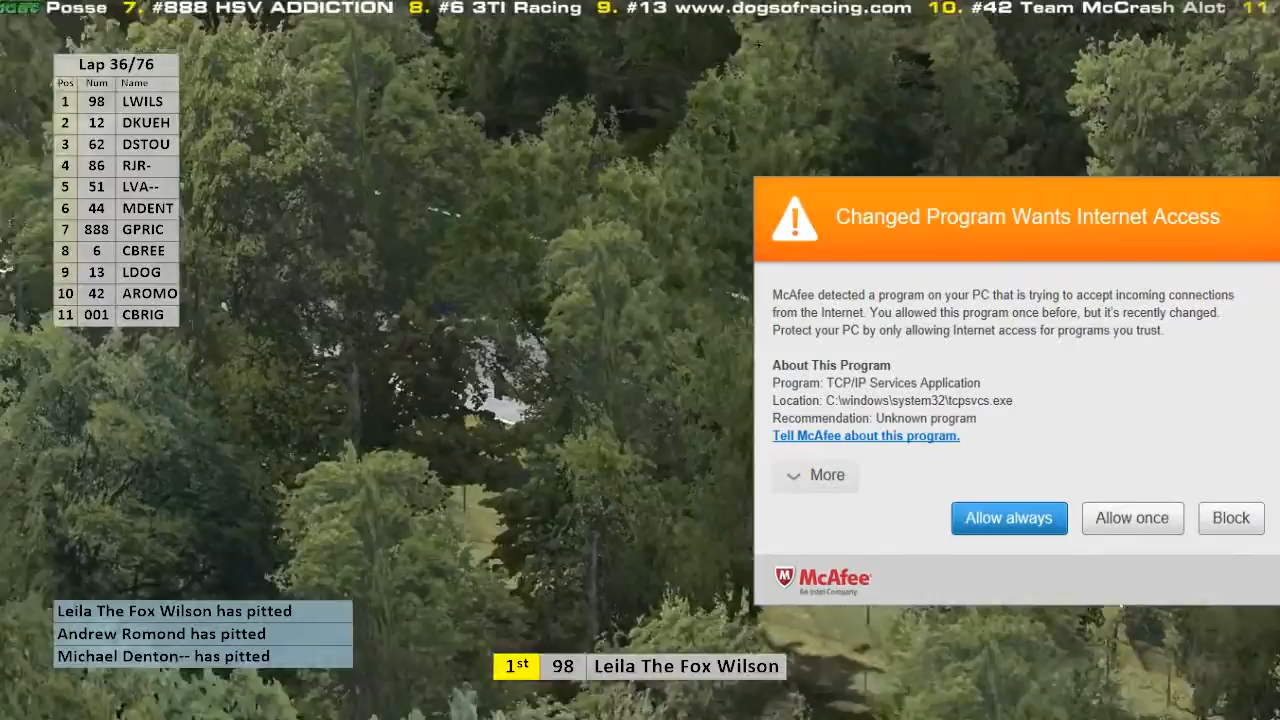 Posse 7. #888 HSV ADDICTION 8. #6 3TI Racing 9. #13 www.dogsofracing.com 10. #42 Team McCrash Alot 11.
Lap 36/76
Pos Num Name
1 98 LWILS
2 12 DKUEH
3 62 DSTOU
4 86 RJR-
5 51 LVA--
6 44 MDENT
7 888 GPRIC
8 6 CBREE
9 13 LDOG
10 42 AROMO
11 001 CBRIG
Changed Program Wants Internet Access
McAfee detected a program on your PC that is trying to accept incoming connections
from the Internet. You allowed this program once before, but it's recently changed.
Protect your PC by only allowing Internet access for programs you trust.
About This Program
Program: TCP/IP Services Application
Location: C:\windows\system32\tcpsvcs.exe
Recommendation: Unknown program
Tell McAfee about this program.
More
Allow always Allow once Block
McAfee
An Intel Company
Leila The Fox Wilson has pitted
Andrew Romond has pitted
Michael Denton-- has pitted
1st 98 Leila The Fox Wilson